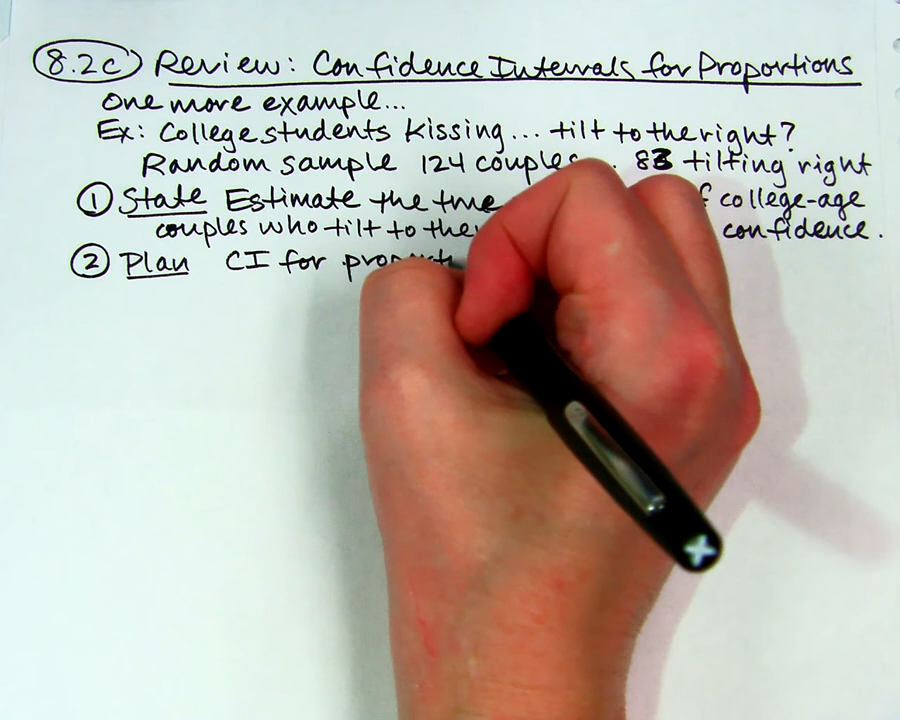 8.2c Review: Confidence Intervals for Proportions
One more example...
Ex: College students kissing... tilt to the right?
Random sample 124 couples. 83 tilting right
① State Estimate the true college-age
couples who tilt to the confidence.
② Plan CI for